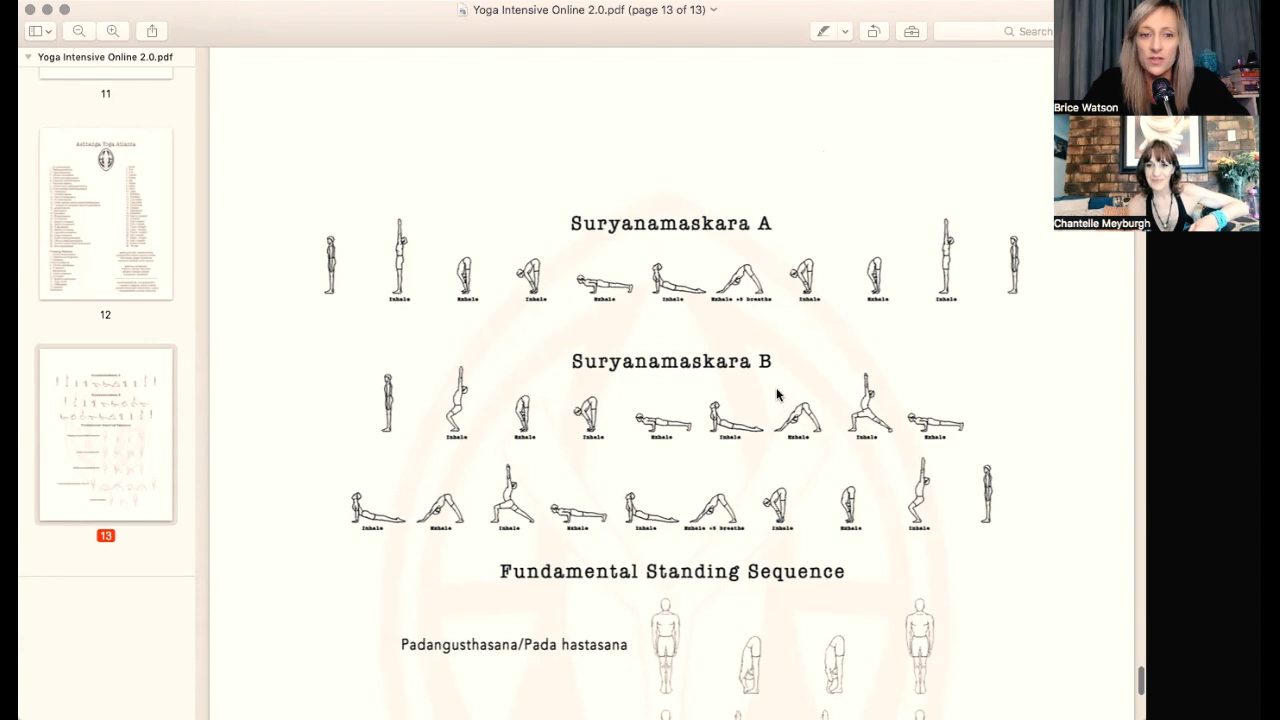 Yoga Intensive Online 2.0.pdf (page 13 of 13)
Search
Yoga Intensive Online 2.0.pdf
11
Ashtanga Yoga Atlanta
12
13
Suryanamaskara A
Inhale Exhale Inhale Exhale Inhale Exhale +5 breaths Inhale Exhale Inhale
Suryanamaskara B
Inhale Exhale Inhale Exhale Inhale Exhale Inhale Exhale
Inhale Exhale Inhale Exhale Inhale Exhale +5 breaths Inhale Exhale Inhale
Fundamental Standing Sequence
Padangusthasana/Pada hastasana
Brice Watson
Chantelle Meyburgh